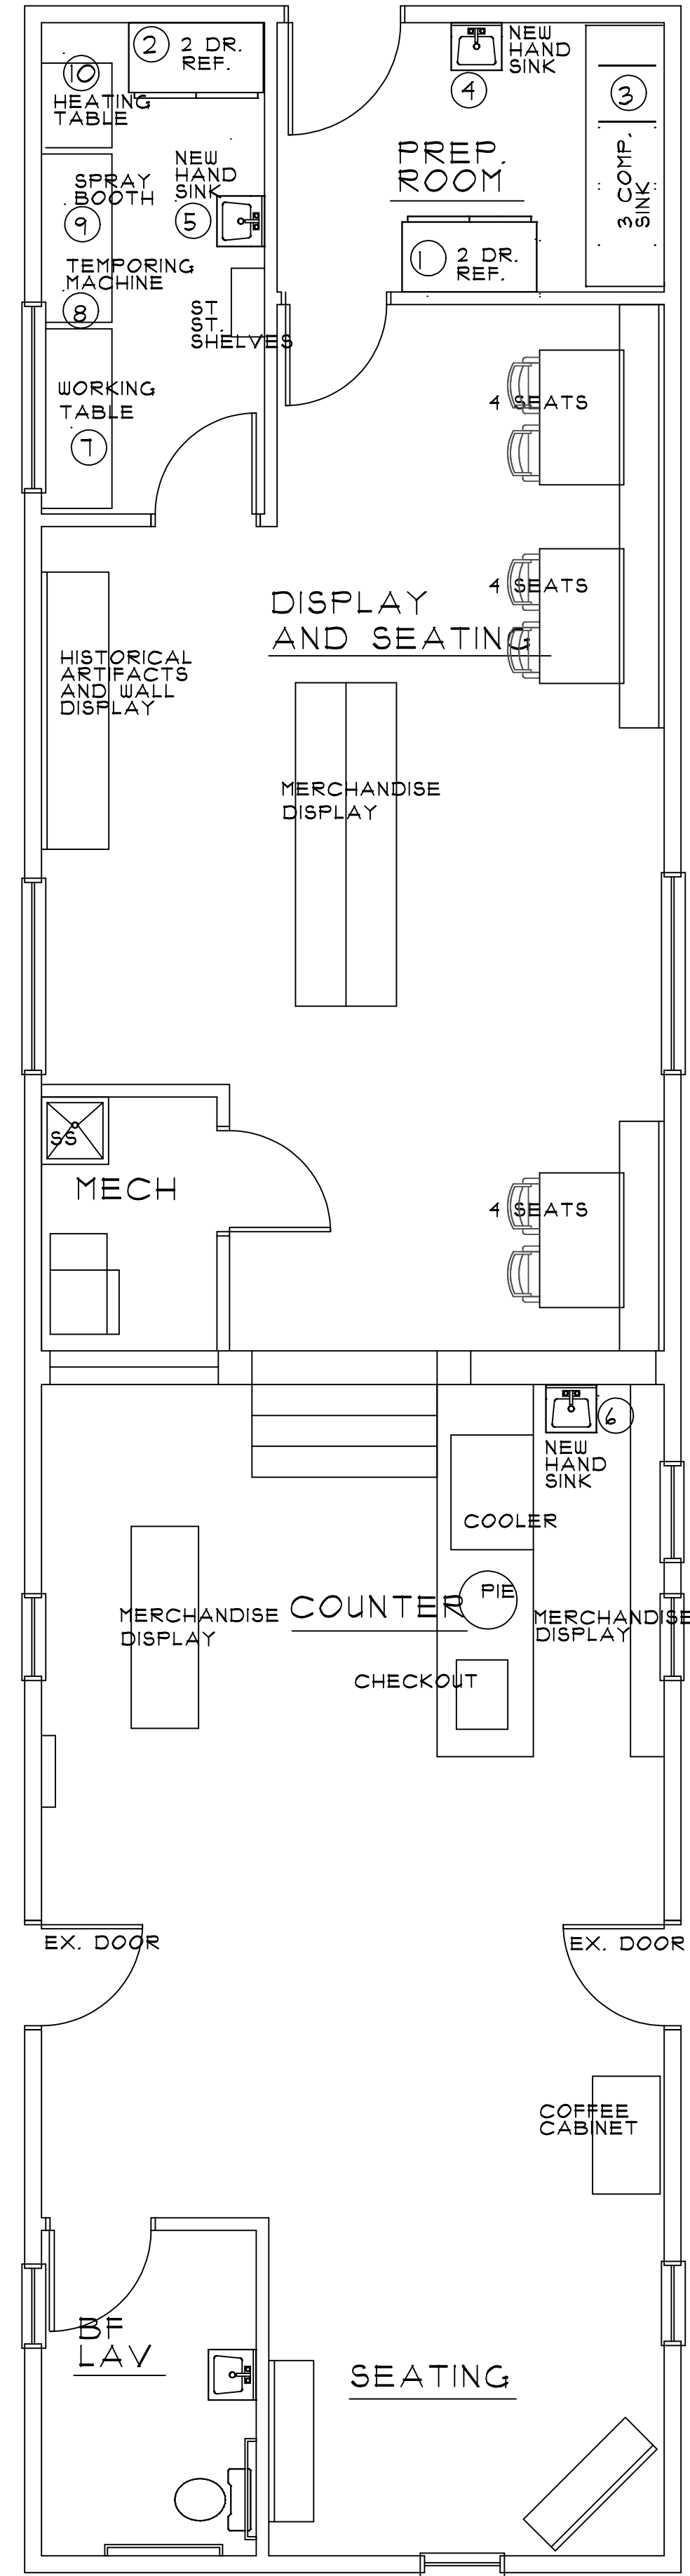 2
2 DR.
REF.
10
HEATING
TABLE
NEW
HAND
SINK
4
3
3 COMP.
SINK
PREP.
ROOM
NEW
HAND
SINK
5
SPRAY
BOOTH
9
TEMPORING
MACHINE
8
ST
ST.
SHELVES
1
2 DR.
REF.
WORKING
TABLE
7
4 SEATS
4 SEATS
DISPLAY
AND SEATING
HISTORICAL
ARTIFACTS
AND WALL
DISPLAY
MERCHANDISE
DISPLAY
SS
MECH
4 SEATS
6
NEW
HAND
SINK
COOLER
PIE
COUNTER
MERCHANDISE
DISPLAY
MERCHANDISE
DISPLAY
CHECKOUT
EX. DOOR
EX. DOOR
COFFEE
CABINET
BF
LAV
SEATING